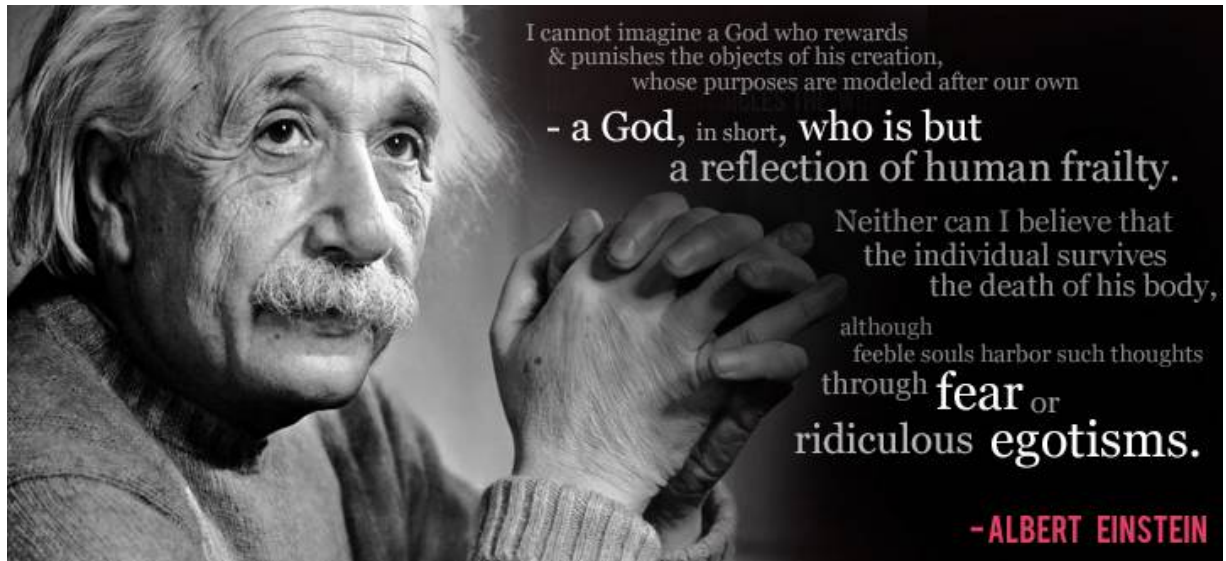 I cannot imagine a God who rewards
& punishes the objects of his creation,
whose purposes are modeled after our own
- a God, in short, who is but
a reflection of human frailty.
Neither can I believe that
the individual survives
the death of his body,
although
feeble souls harbor such thoughts
through fear or
ridiculous egotisms.
-ALBERT EINSTEIN